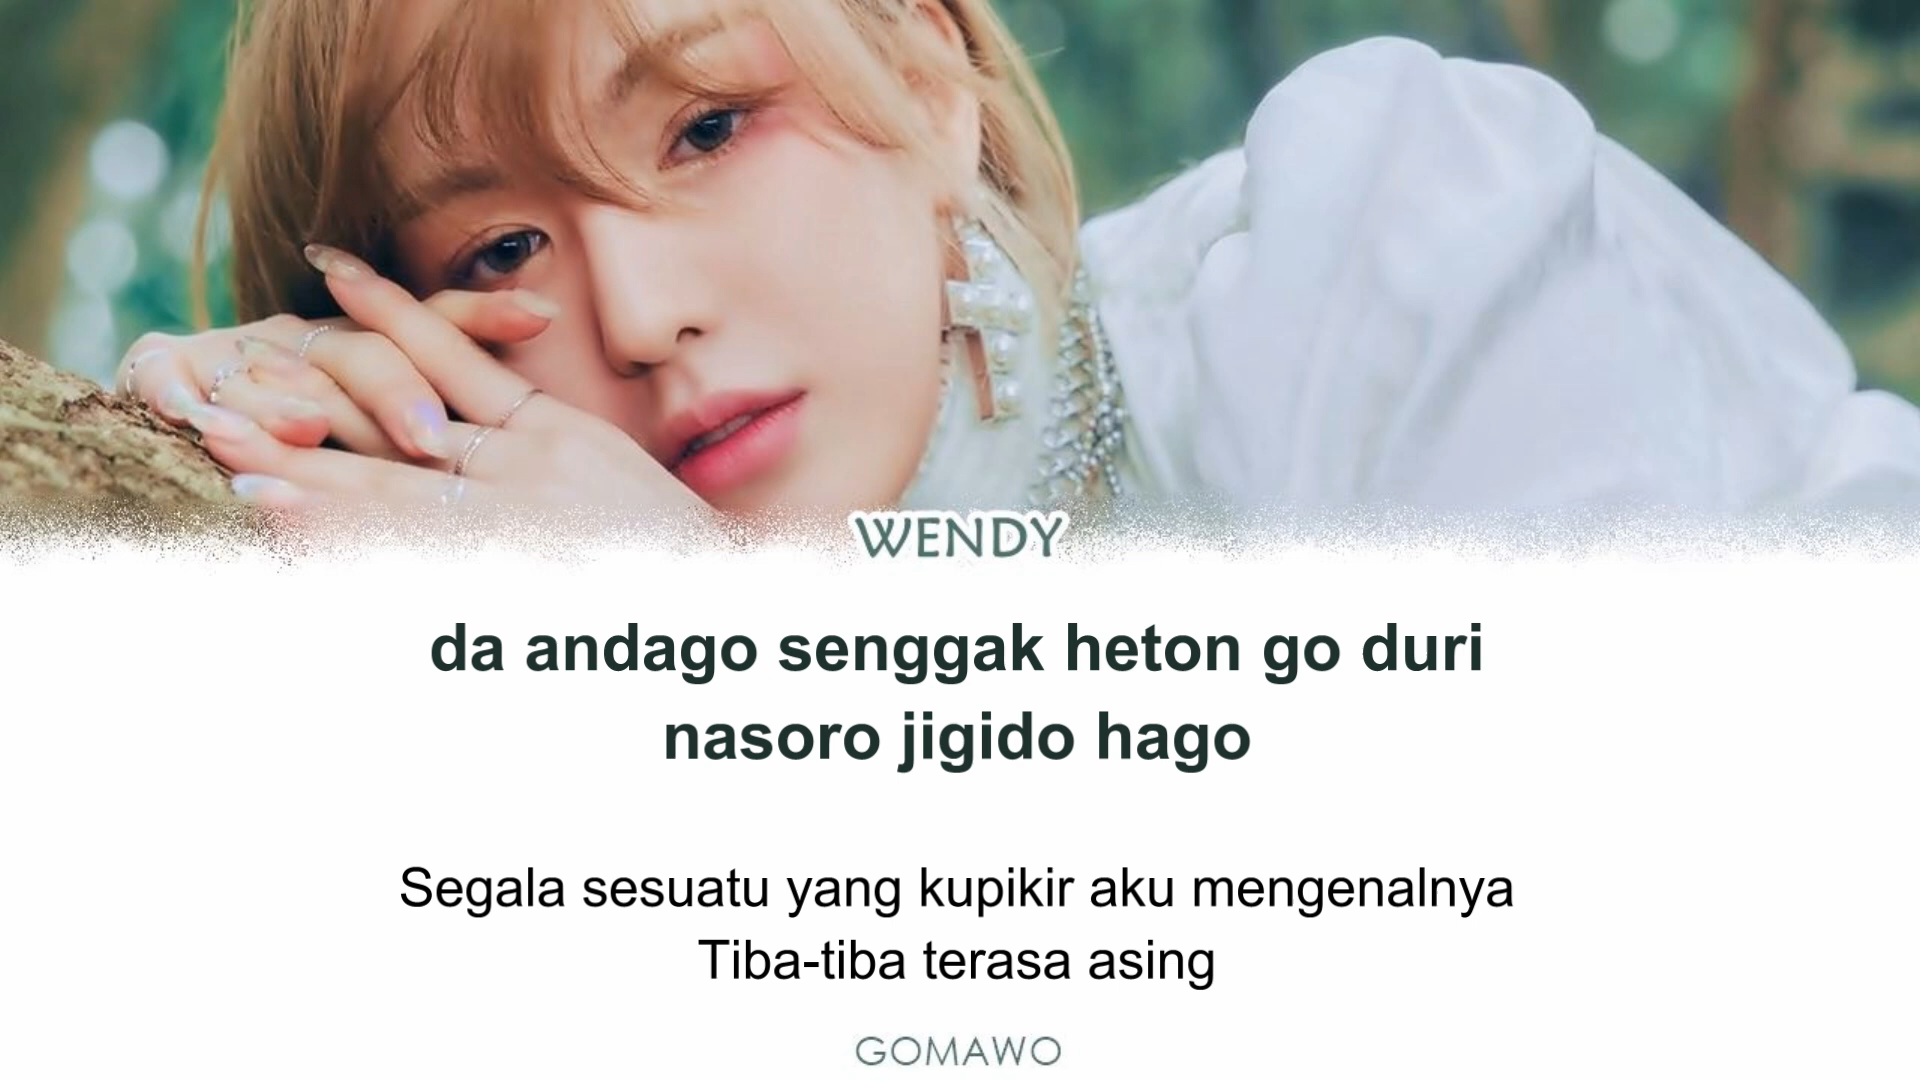 WENDY
da andago senggak heton go duri
nasoro jigido hago
Segala sesuatu yang kupikir aku mengenalnya
Tiba-tiba terasa asing
GOMAWO